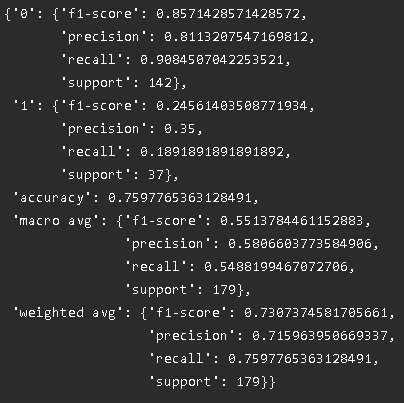 {'0': {'f1-score': 0.8571428571428572,
'precision': 0.8113207547169812,
'recall': 0.9084507042253521,
'support': 142},
'1': {'f1-score': 0.24561403508771934,
'precision': 0.35,
'recall': 0.1891891891891892,
'support': 37},
'accuracy': 0.7597765363128491,
'macro avg': {'f1-score': 0.5513784461152883,
'precision': 0.5806603773584906,
'recall': 0.5488199467072706,
'support': 179},
'weighted avg': {'f1-score': 0.7307374581705661,
'precision': 0.715963950669337,
'recall': 0.7597765363128491,
'support': 179}}